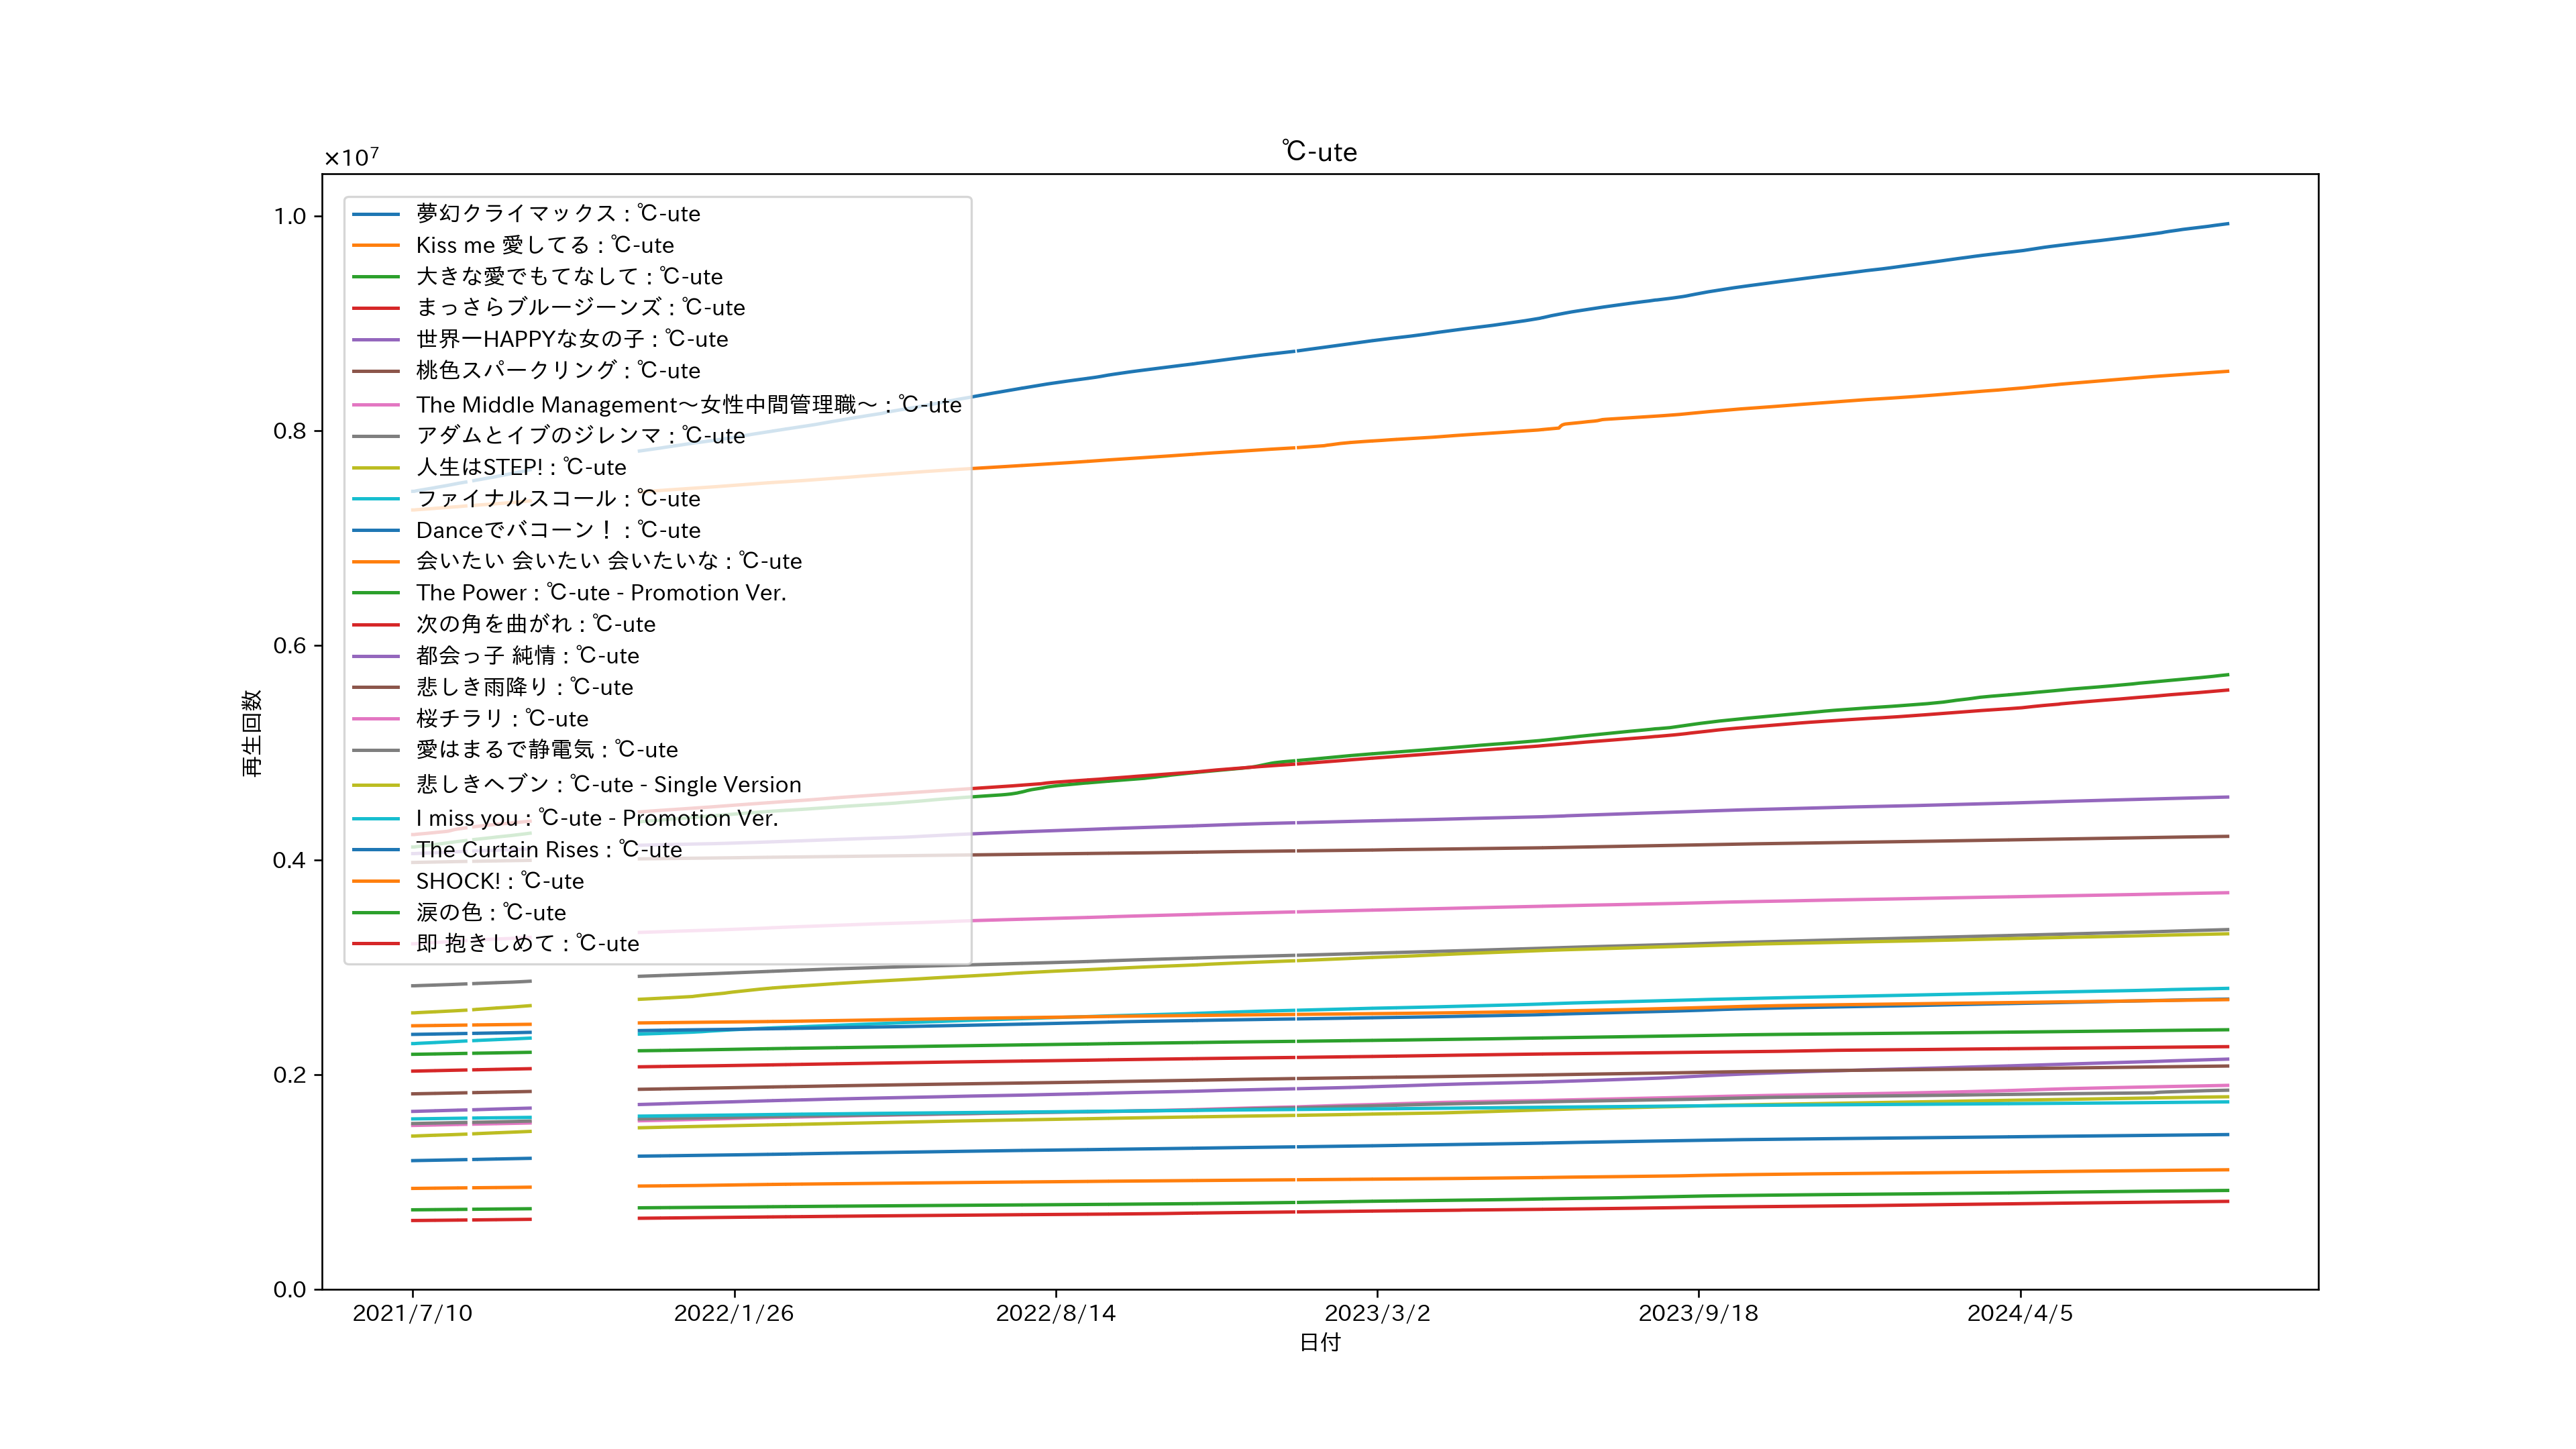 ℃-ute
×10⁷
1.0
0.8
0.6
0.4
0.2
0.0
再生回数
夢幻クライマックス : ℃-ute
Kiss me 愛してる : ℃-ute
大きな愛でもてなして : ℃-ute
まっさらブルージーンズ : ℃-ute
世界一HAPPYな女の子 : ℃-ute
桃色スパークリング : ℃-ute
The Middle Management～女性中間管理職～ : ℃-ute
アダムとイブのジレンマ : ℃-ute
人生はSTEP! : ℃-ute
ファイナルスコール : ℃-ute
Danceでバコーン！ : ℃-ute
会いたい 会いたい 会いたいな : ℃-ute
The Power : ℃-ute - Promotion Ver.
次の角を曲がれ : ℃-ute
都会っ子 純情 : ℃-ute
悲しき雨降り : ℃-ute
桜チラリ : ℃-ute
愛はまるで静電気 : ℃-ute
悲しきヘブン : ℃-ute - Single Version
I miss you : ℃-ute - Promotion Ver.
The Curtain Rises : ℃-ute
SHOCK! : ℃-ute
涙の色 : ℃-ute
即 抱きしめて : ℃-ute
2021/7/10 2022/1/26 2022/8/14 2023/3/2 2023/9/18 2024/4/5
日付